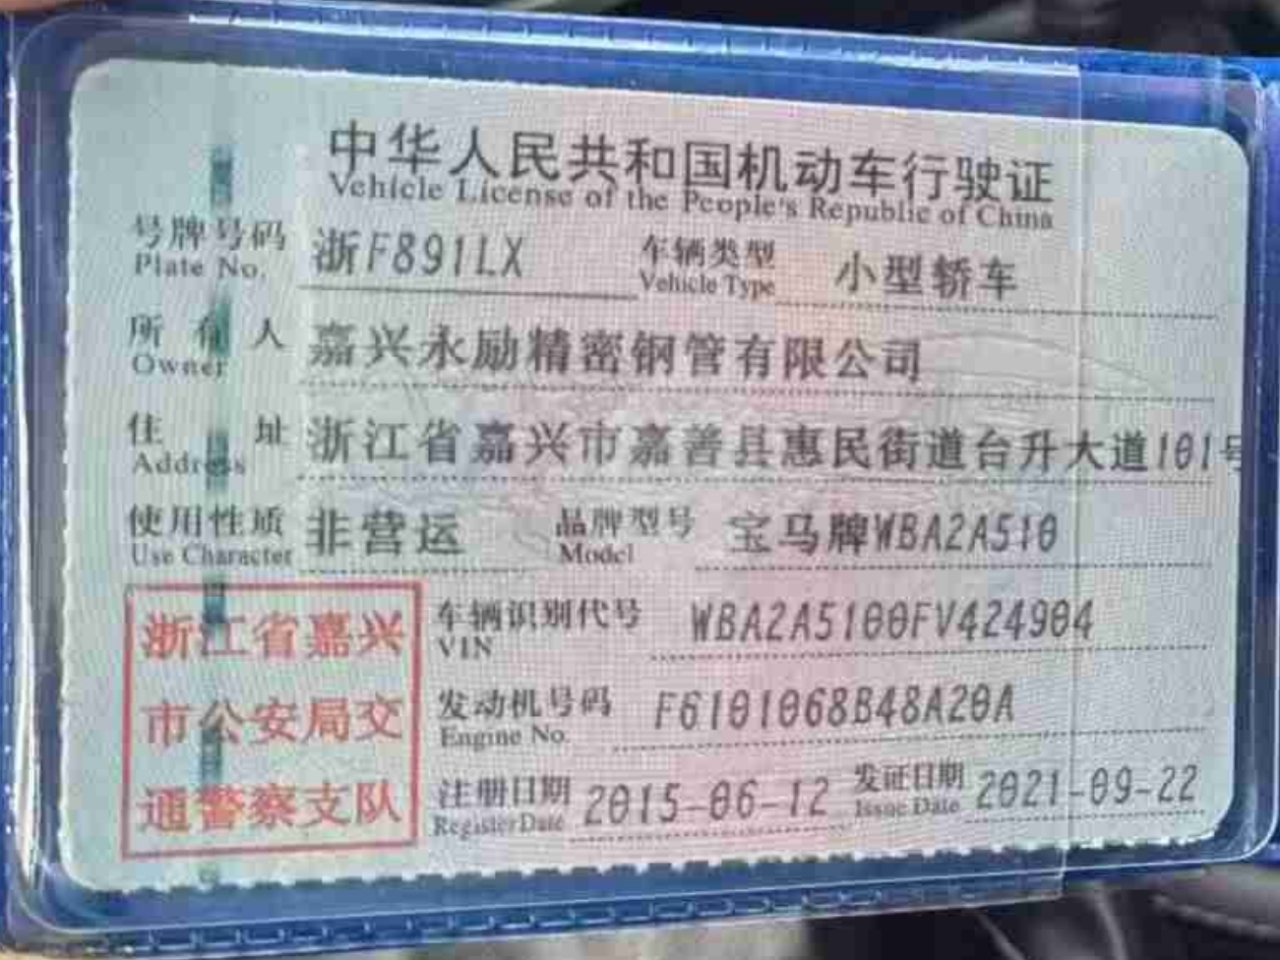 中华人民共和国机动车行驶证
Vehicle License of the People's Republic of China
号牌号码 浙F891LX 车辆类型 小型轿车
Plate No. Vehicle Type
所有人 嘉兴永励精密钢管有限公司
Owner
住址 浙江省嘉兴市嘉善县惠民街道台升大道101号
Address
使用性质 非营运 品牌型号 宝马牌WBA2A510
Use Character Model
浙江省嘉兴
市公安局交
通警察支队
车辆识别代号 WBA2A5100FV424904
VIN
发动机号码 F6101068B48A20A
Engine No.
注册日期 2015-06-12 发证日期 2021-09-22
Register Date Issue Date